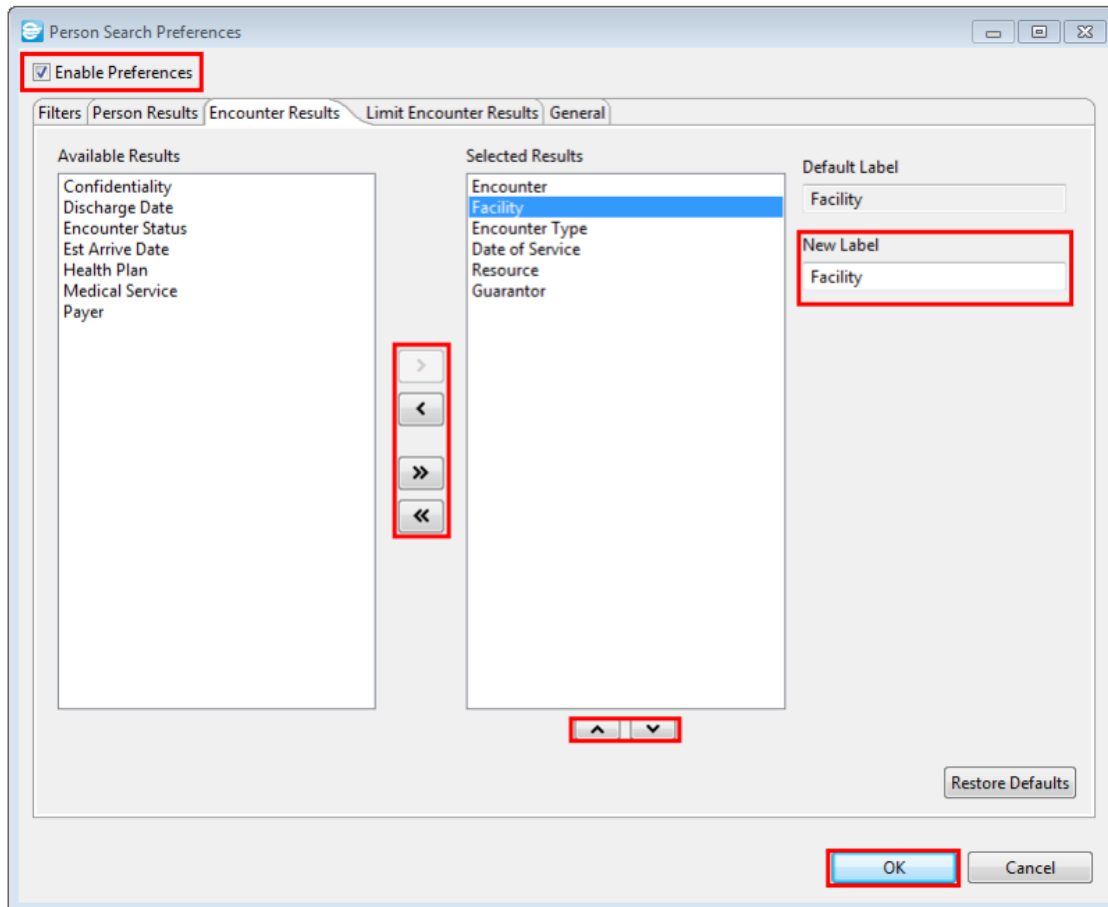 Person Search Preferences
Enable Preferences
Filters Person Results Encounter Results Limit Encounter Results General
Available Results
Confidentiality
Discharge Date
Encounter Status
Est Arrive Date
Health Plan
Medical Service
Payer
>
<
»
«
Selected Results
Encounter
Facility
Encounter Type
Date of Service
Resource
Guarantor
Default Label
Facility
New Label
Facility
Restore Defaults
OK Cancel